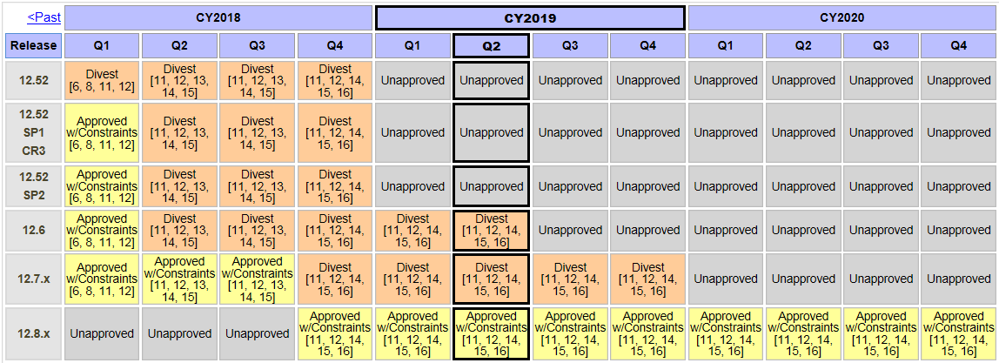 <Past CY2018 CY2019 CY2020
Release Q1 Q2 Q3 Q4 Q1 Q2 Q3 Q4 Q1 Q2 Q3 Q4
12.52
Divest
[6, 8, 11, 12]
Divest
[11, 12, 13,
14, 15]
Divest
[11, 12, 13,
14, 15]
Divest
[11, 12, 14,
15, 16]
Unapproved
Unapproved
Unapproved
Unapproved
Unapproved
Unapproved
Unapproved
Unapproved
12.52
SP1
CR3
Approved
w/Constraints
[6, 8, 11, 12]
Divest
[11, 12, 13,
14, 15]
Divest
[11, 12, 13,
14, 15]
Divest
[11, 12, 14,
15, 16]
Unapproved
Unapproved
Unapproved
Unapproved
Unapproved
Unapproved
Unapproved
Unapproved
12.52
SP2
Approved
w/Constraints
[6, 8, 11, 12]
Divest
[11, 12, 13,
14, 15]
Divest
[11, 12, 13,
14, 15]
Divest
[11, 12, 14,
15, 16]
Unapproved
Unapproved
Unapproved
Unapproved
Unapproved
Unapproved
Unapproved
Unapproved
12.6
Approved
w/Constraints
[6, 8, 11, 12]
Divest
[11, 12, 13,
14, 15]
Divest
[11, 12, 13,
14, 15]
Divest
[11, 12, 14,
15, 16]
Divest
[11, 12, 14,
15, 16]
Divest
[11, 12, 14,
15, 16]
Unapproved
Unapproved
Unapproved
Unapproved
Unapproved
Unapproved
12.7.x
Approved
w/Constraints
[6, 8, 11, 12]
Approved
w/Constraints
[11, 12, 13,
14, 15]
Approved
w/Constraints
[11, 12, 13,
14, 15]
Divest
[11, 12, 14,
15, 16]
Divest
[11, 12, 14,
15, 16]
Divest
[11, 12, 14,
15, 16]
Divest
[11, 12, 14,
15, 16]
Divest
[11, 12, 14,
15, 16]
Unapproved
Unapproved
Unapproved
Unapproved
12.8.x
Unapproved
Unapproved
Unapproved
Approved
w/Constraints
[11, 12, 14,
15, 16]
Approved
w/Constraints
[11, 12, 14,
15, 16]
Approved
w/Constraints
[11, 12, 14,
15, 16]
Approved
w/Constraints
[11, 12, 14,
15, 16]
Approved
w/Constraints
[11, 12, 14,
15, 16]
Approved
w/Constraints
[11, 12, 14,
15, 16]
Approved
w/Constraints
[11, 12, 14,
15, 16]
Approved
w/Constraints
[11, 12, 14,
15, 16]
Approved
w/Constraints
[11, 12, 14,
15, 16]